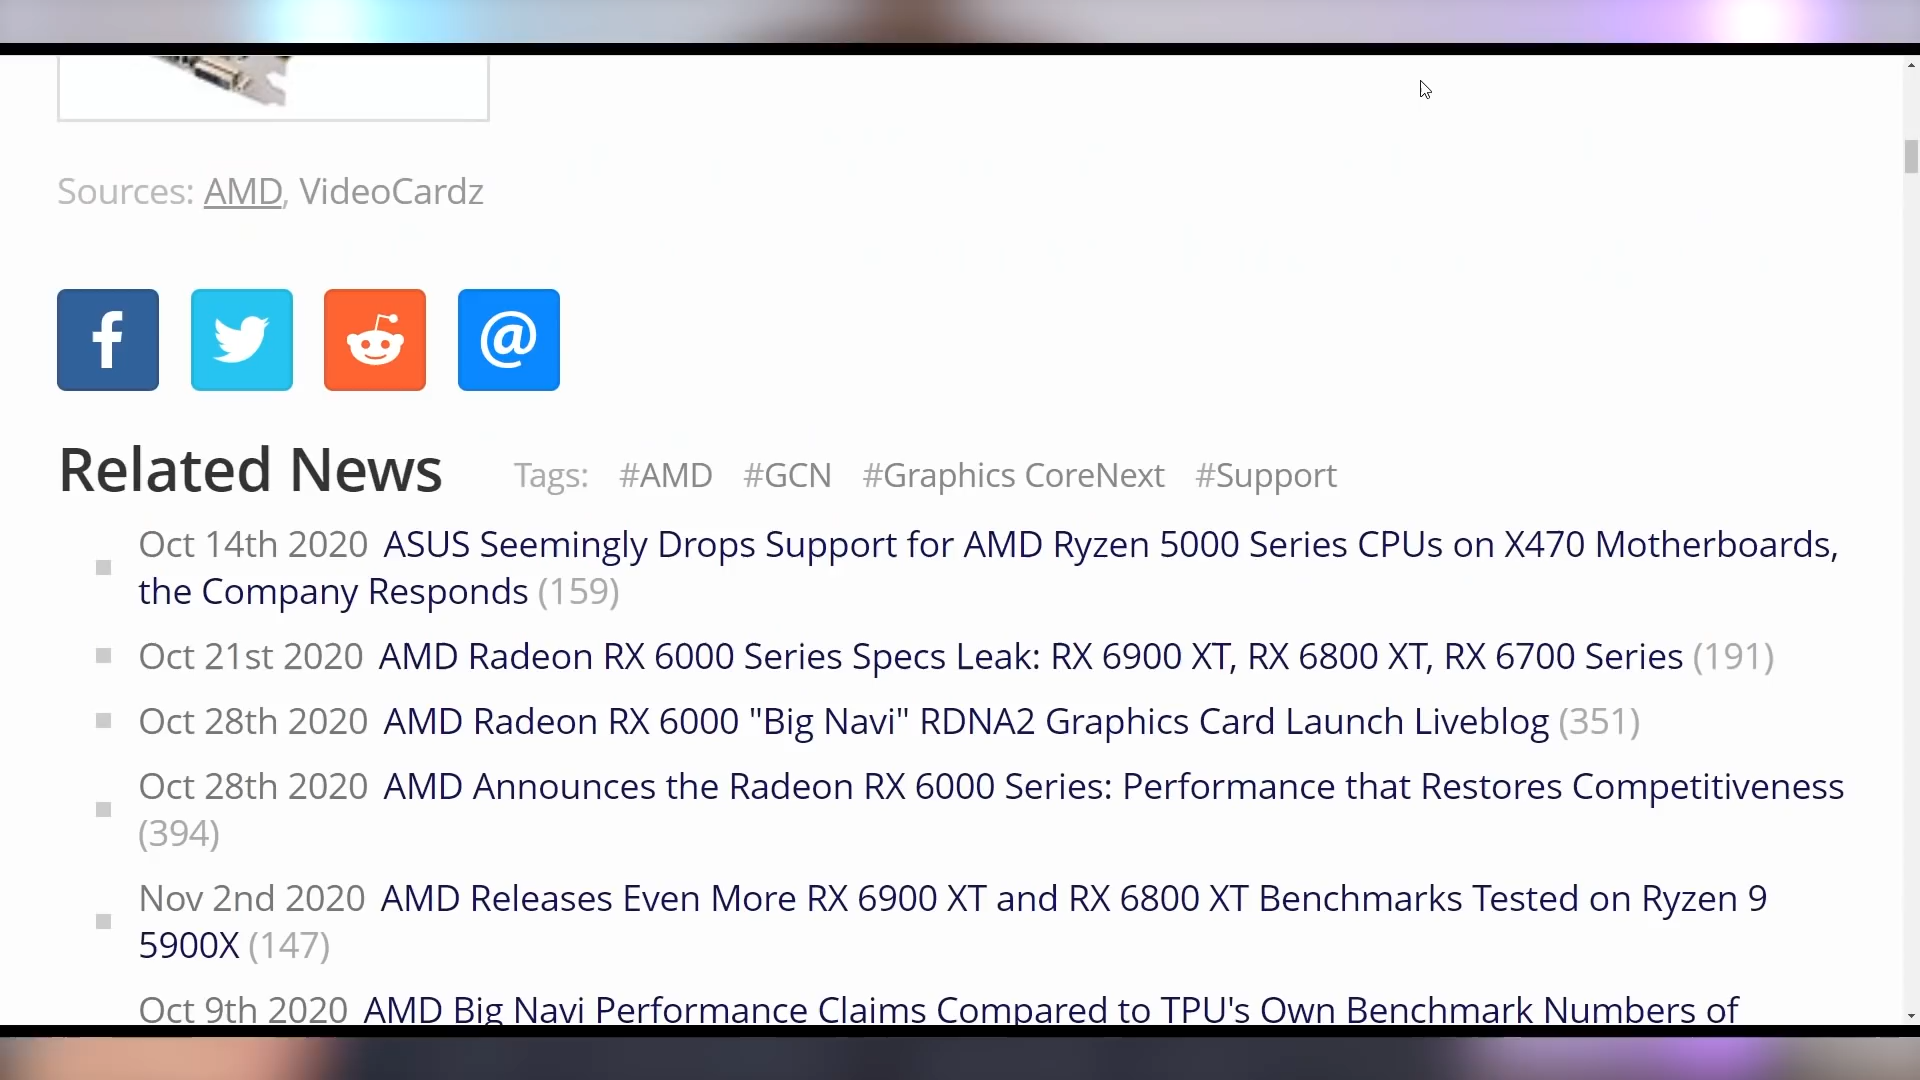 Sources: AMD, VideoCardz
Related News Tags: #AMD #GCN #Graphics CoreNext #Support
Oct 14th 2020 ASUS Seemingly Drops Support for AMD Ryzen 5000 Series CPUs on X470 Motherboards,
the Company Responds (159)
Oct 21st 2020 AMD Radeon RX 6000 Series Specs Leak: RX 6900 XT, RX 6800 XT, RX 6700 Series (191)
Oct 28th 2020 AMD Radeon RX 6000 "Big Navi" RDNA2 Graphics Card Launch Liveblog (351)
Oct 28th 2020 AMD Announces the Radeon RX 6000 Series: Performance that Restores Competitiveness
(394)
Nov 2nd 2020 AMD Releases Even More RX 6900 XT and RX 6800 XT Benchmarks Tested on Ryzen 9
5900X (147)
Oct 9th 2020 AMD Big Navi Performance Claims Compared to TPU's Own Benchmark Numbers of